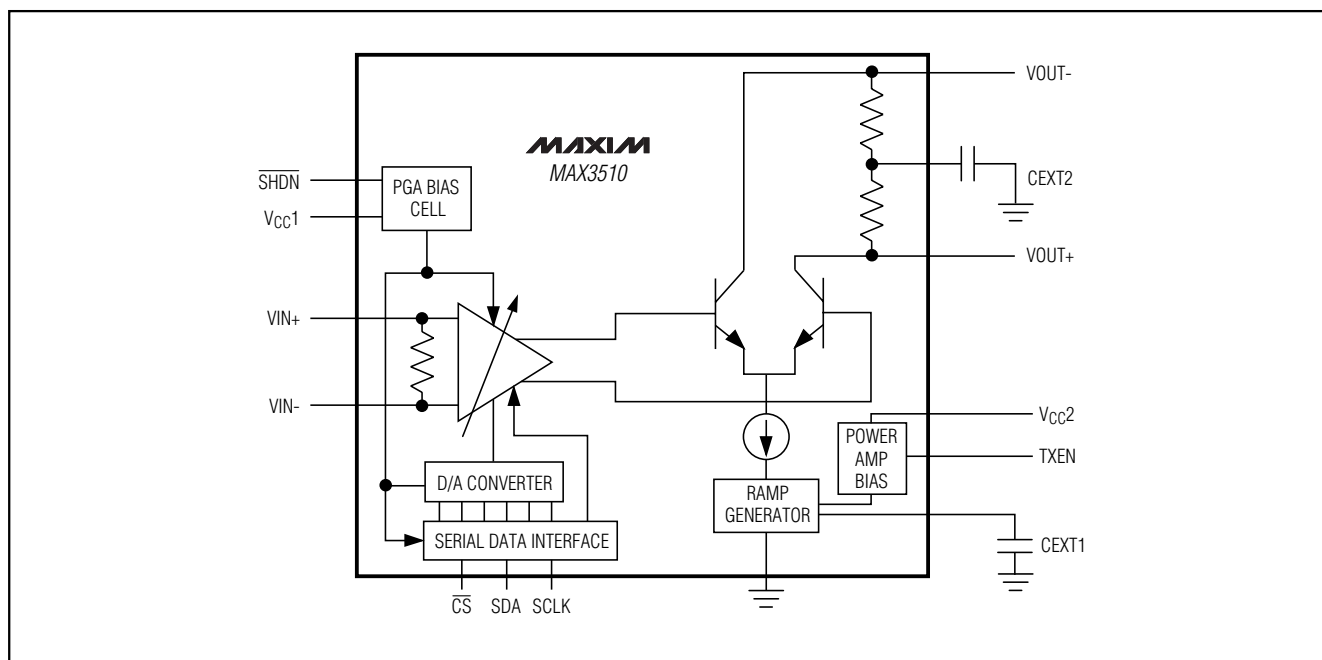 VOUT-
MAXIM
MAX3510
SHDN
PGA BIAS
CELL
CEXT2
VCC1
VOUT+
VIN+
VIN-
VCC2
POWER
AMP
BIAS
TXEN
D/A CONVERTER
RAMP
GENERATOR
SERIAL DATA INTERFACE
CEXT1
CS SDA SCLK